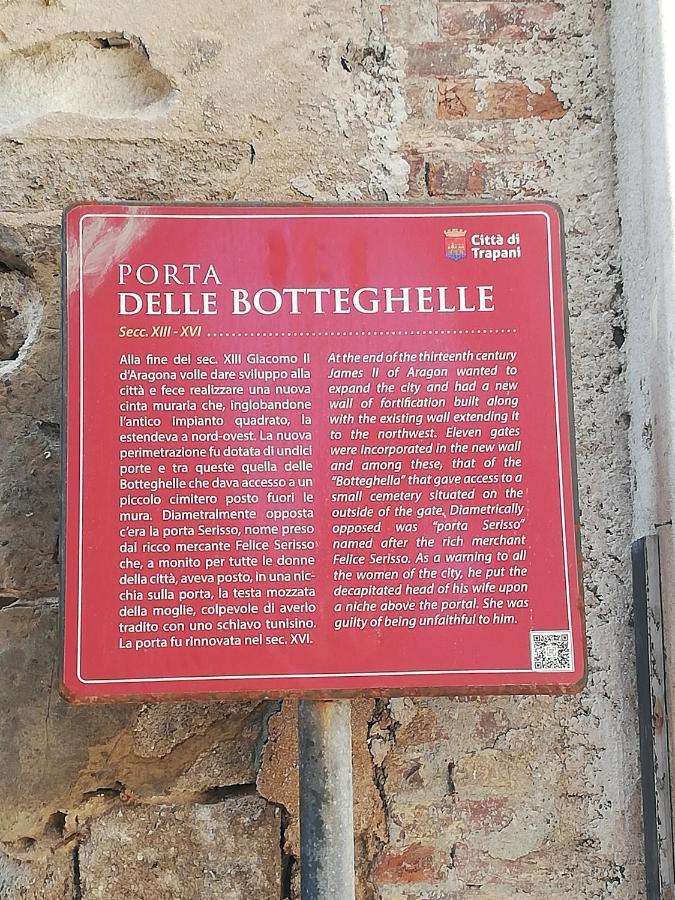 Città di
Trapani
PORTA
DELLE BOTTEGHELLE
Secc. XIII - XVI
Alla fine del sec. XIII Giacomo II
d'Aragona volle dare sviluppo alla
città e fece realizzare una nuova
cinta muraria che, inglobandone
l'antico impianto quadrato, la
estendeva a nord-ovest. La nuova
perimetrazione fu dotata di undici
porte e tra queste quella delle
Botteghelle che dava accesso a un
piccolo cimitero posto fuori le
mura. Diametralmente opposta
c'era la porta Serisso, nome preso
dal ricco mercante Felice Serisso
che, a monito per tutte le donne
della città, aveva posto, in una nic-
chia sulla porta, la testa mozzata
della moglie, colpevole di averlo
tradito con uno schiavo tunisino.
La porta fu rinnovata nel sec. XVI.
At the end of the thirteenth century
James II of Aragon wanted to
expand the city and had a new
wall of fortification built along
with the existing wall extending it
to the northwest. Eleven gates
were incorporated in the new wall
and among these, that of the
"Botteghella" that gave access to a
small cemetery situated on the
outside of the gate. Diametrically
opposed was "porta Serisso"
named after the rich merchant
Felice Serisso. As a warning to all
the women of the city, he put the
decapitated head of his wife upon
a niche above the portal. She was
guilty of being unfaithful to him.